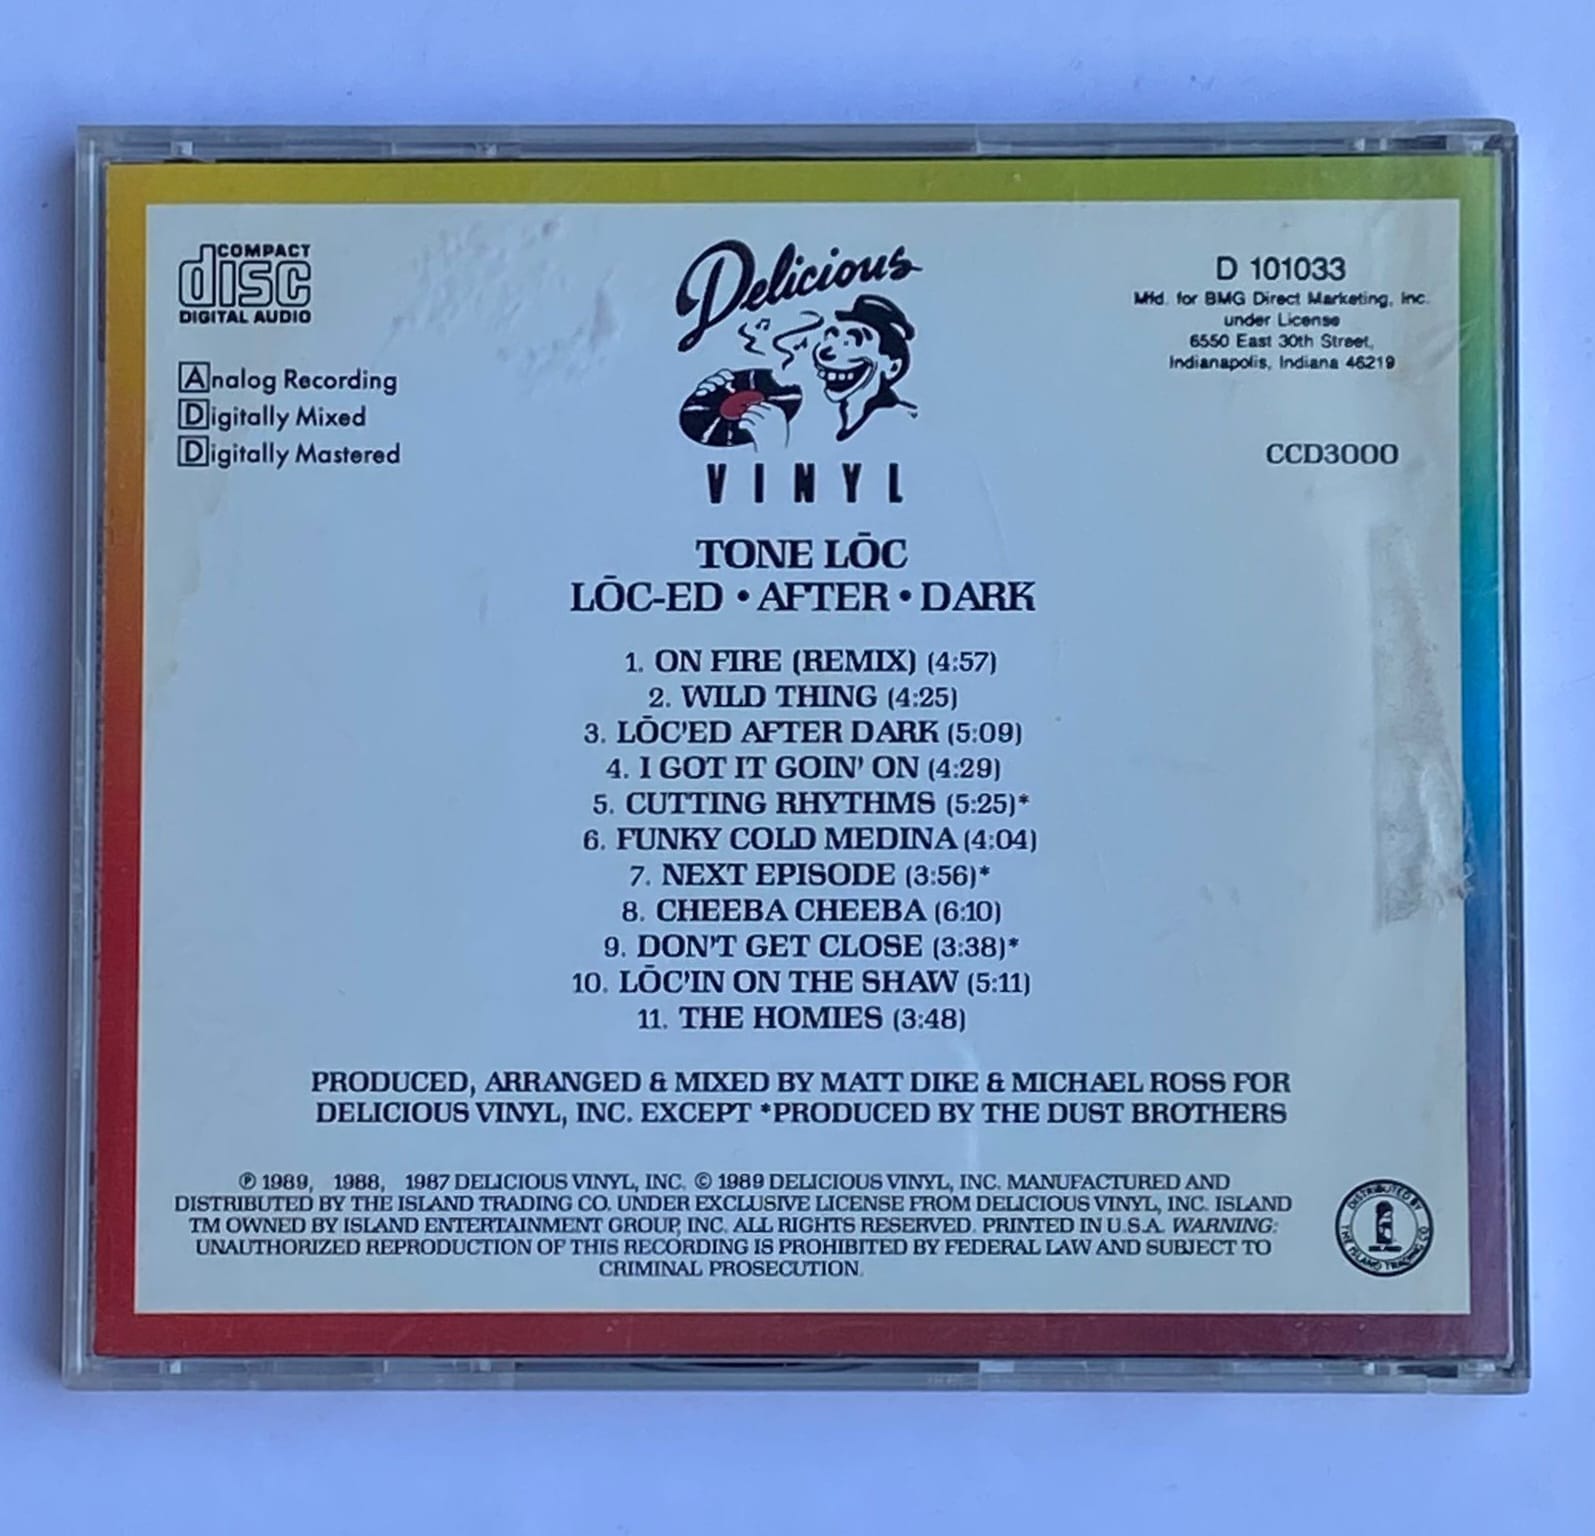 COMPACT
disc
DIGITAL AUDIO
Analog Recording
Digitally Mixed
Digitally Mastered
Delicious
VINYL
D 101033
Mfd. for BMG Direct Marketing, Inc.
under License
6550 East 30th Street,
Indianapolis, Indiana 46219
CCD3000
TONE LŌC
LŌC-ED • AFTER • DARK
1. ON FIRE (REMIX) (4:57)
2. WILD THING (4:25)
3. LŌC'ED AFTER DARK (5:09)
4. I GOT IT GOIN' ON (4:29)
5. CUTTING RHYTHMS (5:25)*
6. FUNKY COLD MEDINA (4:04)
7. NEXT EPISODE (3:56)*
8. CHEEBA CHEEBA (6:10)
9. DON'T GET CLOSE (3:38)*
10. LŌC'IN ON THE SHAW (5:11)
11. THE HOMIES (3:48)
PRODUCED, ARRANGED & MIXED BY MATT DIKE & MICHAEL ROSS FOR
DELICIOUS VINYL, INC. EXCEPT *PRODUCED BY THE DUST BROTHERS
℗ 1989, 1988, 1987 DELICIOUS VINYL, INC. © 1989 DELICIOUS VINYL, INC. MANUFACTURED AND
DISTRIBUTED BY THE ISLAND TRADING CO. UNDER EXCLUSIVE LICENSE FROM DELICIOUS VINYL, INC. ISLAND
TM OWNED BY ISLAND ENTERTAINMENT GROUP, INC. ALL RIGHTS RESERVED. PRINTED IN U.S.A. WARNING:
UNAUTHORIZED REPRODUCTION OF THIS RECORDING IS PROHIBITED BY FEDERAL LAW AND SUBJECT TO
CRIMINAL PROSECUTION.
DISTRIBUTED BY
THE ISLAND TRADING CO